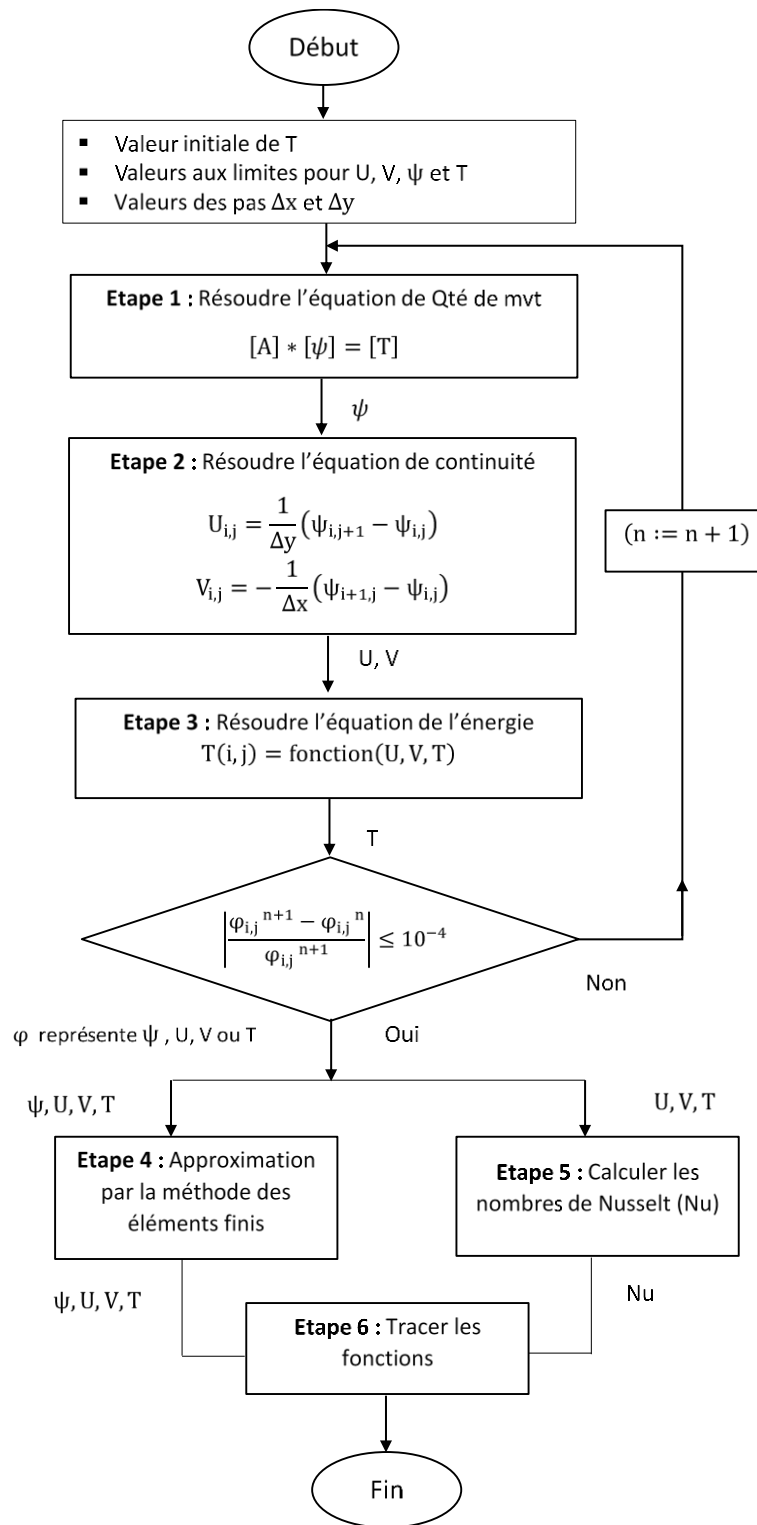 Début
▪ Valeur initiale de T
▪ Valeurs aux limites pour U, V, ψ et T
▪ Valeurs des pas Δx et Δy
Etape 1 : Résoudre l'équation de Qté de mvt
[A] ∗ [ψ] = [T]
ψ
Etape 2 : Résoudre l'équation de continuité
U_{i,j} = \frac{1}{Δy}(ψ_{i,j+1} − ψ_{i,j})
V_{i,j} = −\frac{1}{Δx}(ψ_{i+1,j} − ψ_{i,j})
(n := n + 1)
U, V
Etape 3 : Résoudre l'équation de l'énergie
T(i, j) = fonction(U, V, T)
T
|\frac{φ_{i,j}^{n+1} − φ_{i,j}^{n}}{φ_{i,j}^{n+1}}| ≤ 10^{−4}
Non
φ représente ψ , U, V ou T
Oui
ψ, U, V, T
U, V, T
Etape 4 : Approximation
par la méthode des
éléments finis
Etape 5 : Calculer les
nombres de Nusselt (Nu)
ψ, U, V, T
Nu
Etape 6 : Tracer les
fonctions
Fin